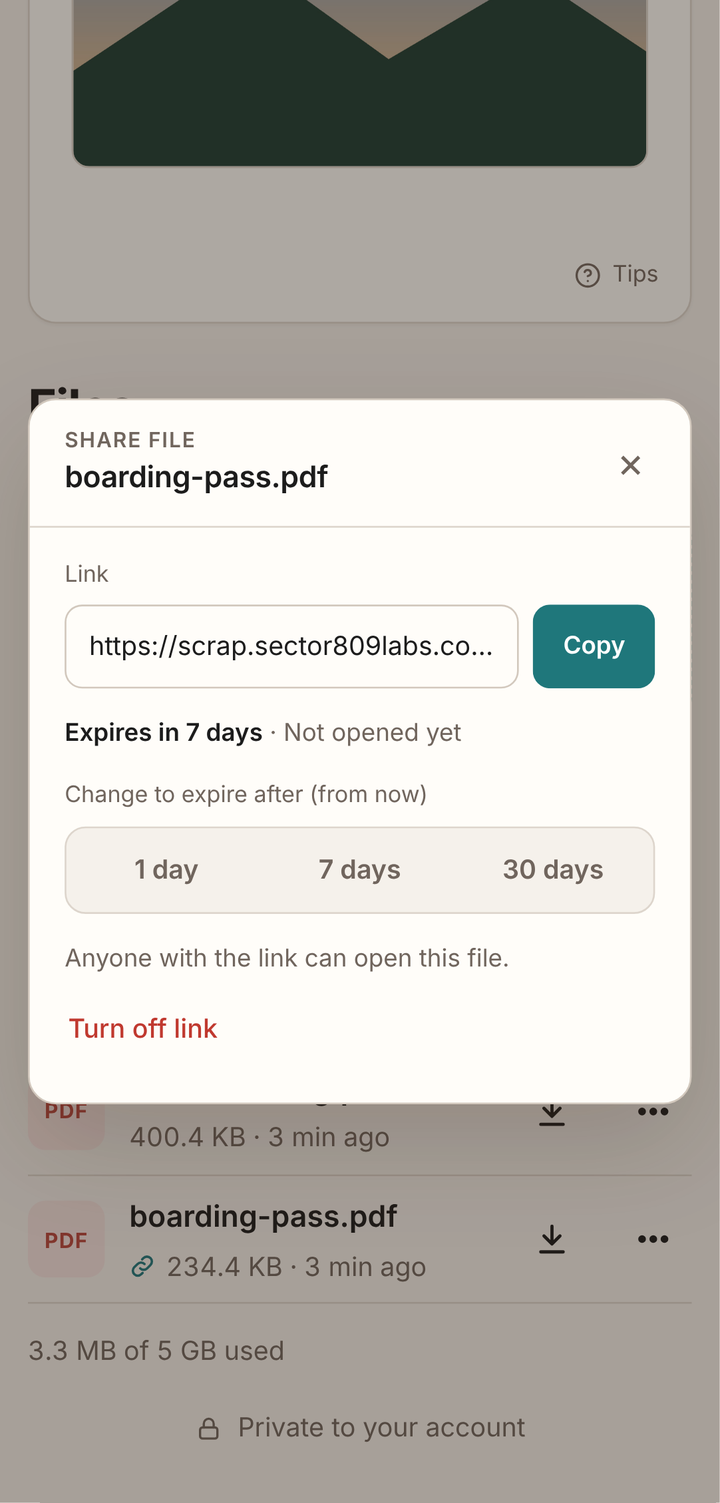 Tips
Files
SHARE FILE
boarding-pass.pdf
Link
https://scrap.sector809labs.co...
Copy
Expires in 7 days · Not opened yet
Change to expire after (from now)
1 day 7 days 30 days
Anyone with the link can open this file.
Turn off link
PDF
400.4 KB · 3 min ago
boarding-pass.pdf
PDF
234.4 KB · 3 min ago
3.3 MB of 5 GB used
Private to your account